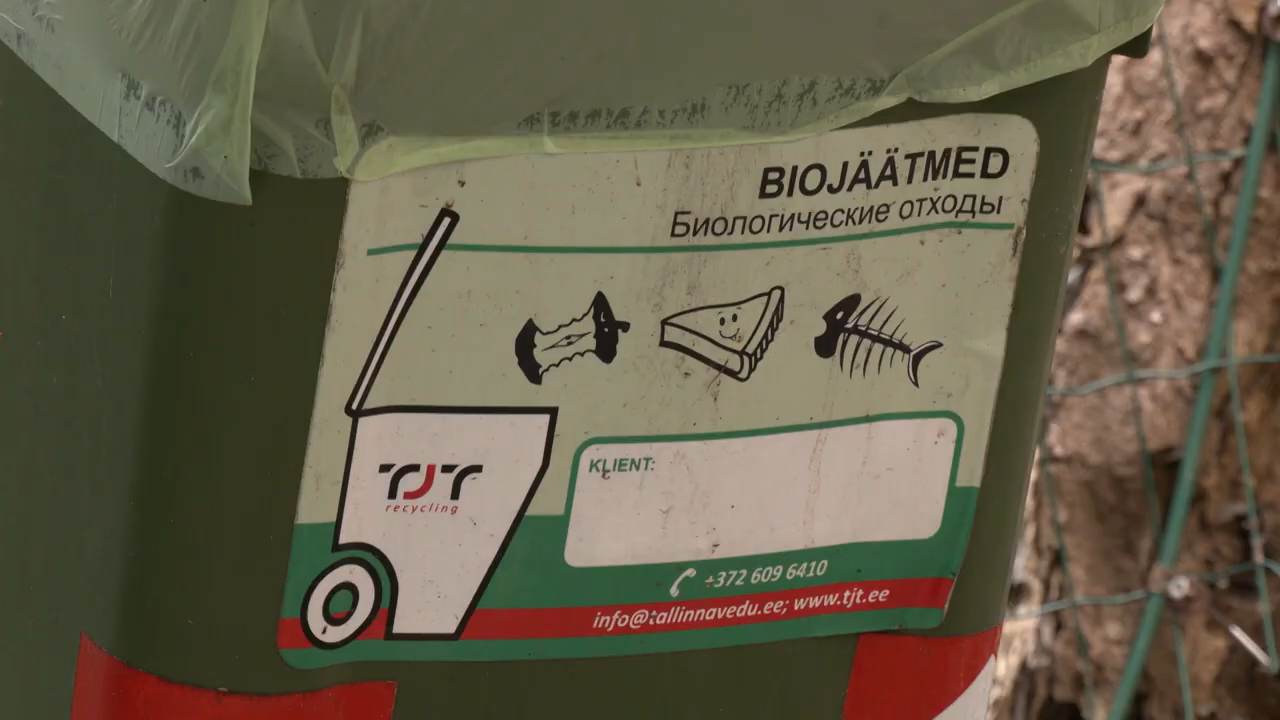 BIOJÄÄTMED
Биологические отходы
TJT
recycling
KLIENT:
+372 609 6410
info@tallinnavedu.ee; www.tjt.ee